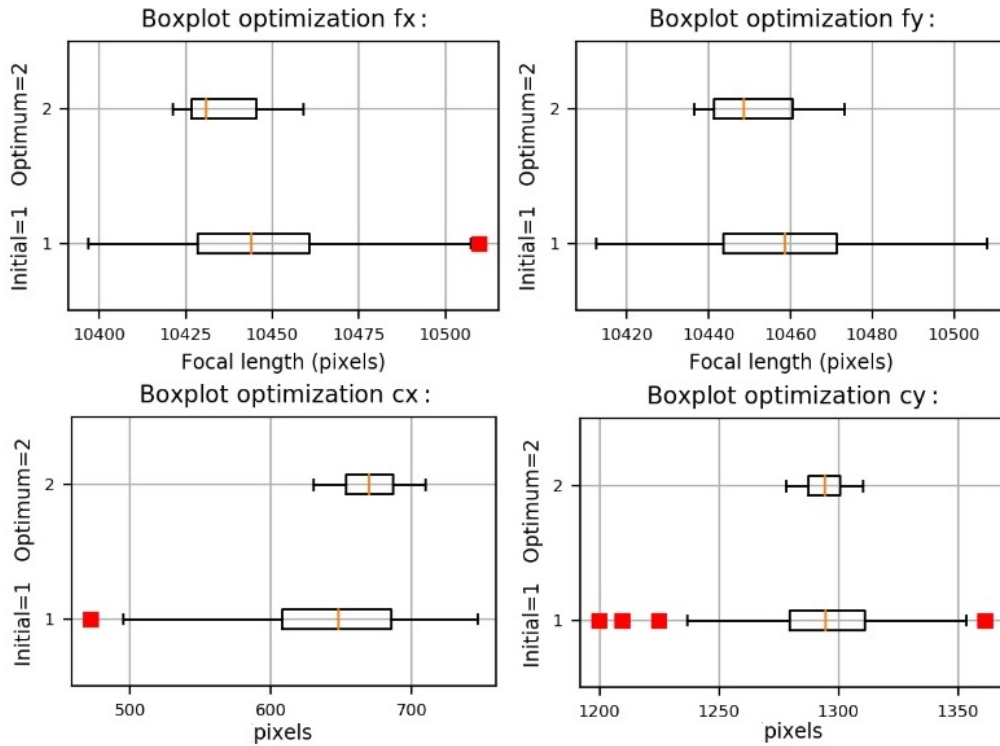 Boxplot optimization fx:
Initial=1 Optimum=2
2
1
10400 10425 10450 10475 10500
Focal length (pixels)
Boxplot optimization fy:
Initial=1 Optimum=2
2
1
10420 10440 10460 10480 10500
Focal length (pixels)
Boxplot optimization cx:
Initial=1 Optimum=2
2
1
500 600 700
pixels
Boxplot optimization cy:
Initial=1 Optimum=2
2
1
1200 1250 1300 1350
pixels